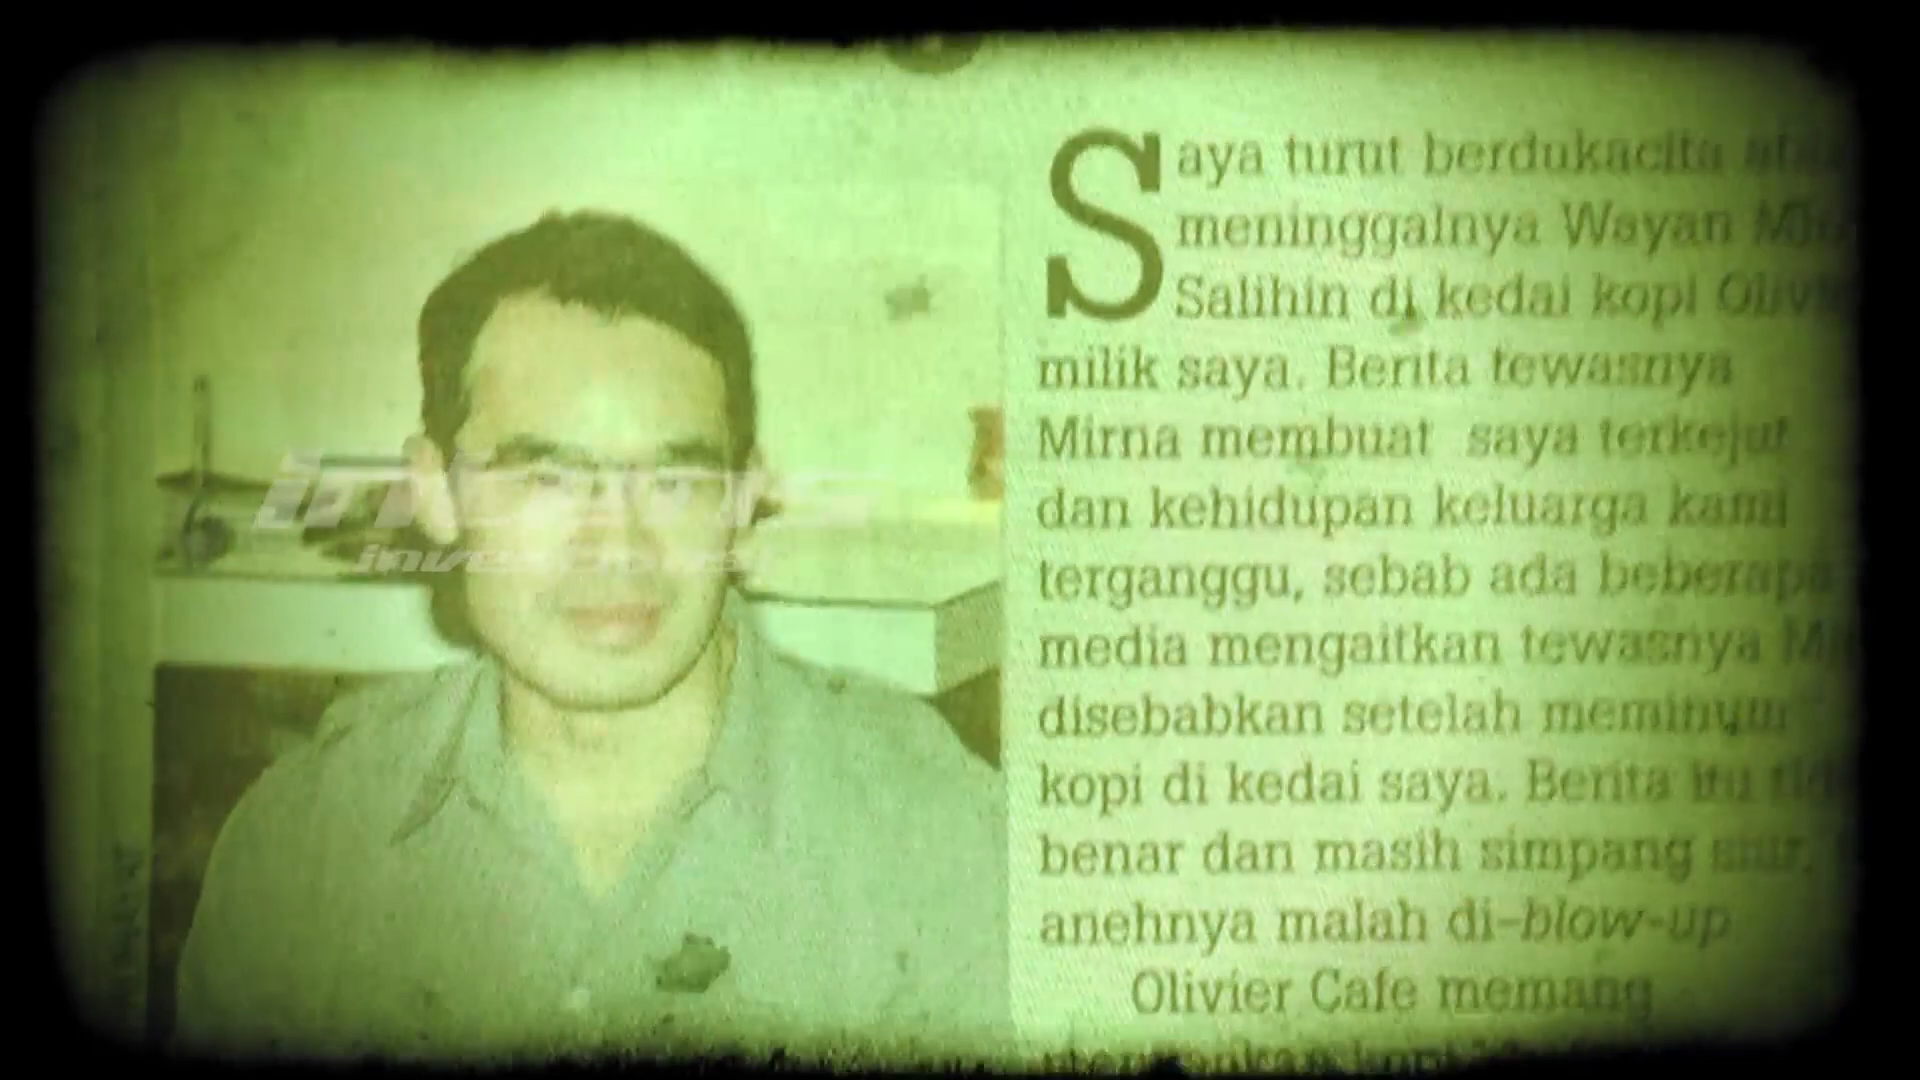 Saya turut berdukacita
meninggalnya Wayan
Salihin di kedai kopi
milik saya. Berita tewasnya
Mirna membuat saya terkejut
dan kehidupan keluarga kami
terganggu, sebab ada beberapa
media mengaitkan tewasnya
disebabkan setelah meminum
kopi di kedai saya. Berita itu
benar dan masih simpang siur,
anehnya malah di-blow-up
Olivier Cafe memang